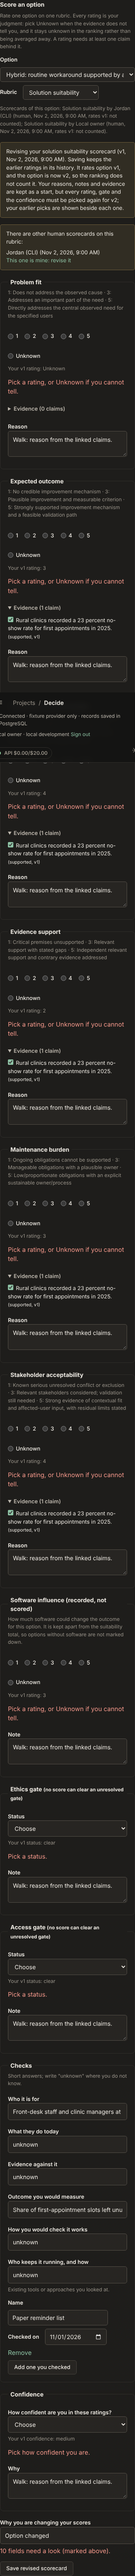 Score an option
Rate one option on one rubric. Every rating is your
judgment: pick Unknown when the evidence does not
tell you, and it stays unknown in the ranking rather than
being averaged away. A rating needs at least one claim
behind it.
Option
Hybrid: routine workaround supported by a
Rubric Solution suitability
Scorecards of this option: Solution suitability by Jordan
(CLI) (human, Nov 2, 2026, 9:00 AM, rates v1: not
counted); Solution suitability by Local owner (human,
Nov 2, 2026, 9:00 AM, rates v1: not counted);
Revising your solution suitability scorecard (v1,
Nov 2, 2026, 9:00 AM). Saving keeps the
earlier ratings in its history. It rates option v1,
and the option is now v2, so the ranking does
not count it. Your reasons, notes and evidence
are kept as a start, but every rating, gate and
the confidence must be picked again for v2;
your earlier picks are shown beside each one.
There are other human scorecards on this
rubric:
Jordan (CLI) (Nov 2, 2026, 9:00 AM)
This one is mine: revise it
Problem fit
1: Does not address the observed cause · 3:
Addresses an important part of the need · 5:
Directly addresses the central observed need for
the specified users
1 2 3 4 5
Unknown
Your v1 rating: Unknown
Pick a rating, or Unknown if you cannot
tell.
Evidence (0 claims)
Reason
Walk: reason from the linked claims.
Expected outcome
1: No credible improvement mechanism · 3:
Plausible improvement and measurable criterion ·
5: Strongly supported improvement mechanism
and a feasible validation path
1 2 3 4 5
Unknown
Your v1 rating: 3
Pick a rating, or Unknown if you cannot
tell.
Evidence (1 claim)
Rural clinics recorded a 23 percent no-
show rate for first appointments in 2025.
(supported, v1)
Reason
Walk: reason from the linked claims.
Projects / Decide
Connected · fixture profile only · records saved in
PostgreSQL
cal owner · local development Sign out
API $0.00/$20.00
Unknown
Your v1 rating: 4
Pick a rating, or Unknown if you cannot
tell.
Evidence (1 claim)
Rural clinics recorded a 23 percent no-
show rate for first appointments in 2025.
(supported, v1)
Reason
Walk: reason from the linked claims.
Evidence support
1: Critical premises unsupported · 3: Relevant
support with stated gaps · 5: Independent relevant
support and contrary evidence addressed
1 2 3 4 5
Unknown
Your v1 rating: 2
Pick a rating, or Unknown if you cannot
tell.
Evidence (1 claim)
Rural clinics recorded a 23 percent no-
show rate for first appointments in 2025.
(supported, v1)
Reason
Walk: reason from the linked claims.
Maintenance burden
1: Ongoing obligations cannot be supported · 3:
Manageable obligations with a plausible owner ·
5: Low/proportionate obligations with an explicit
sustainable owner/process
1 2 3 4 5
Unknown
Your v1 rating: 3
Pick a rating, or Unknown if you cannot
tell.
Evidence (1 claim)
Rural clinics recorded a 23 percent no-
show rate for first appointments in 2025.
(supported, v1)
Reason
Walk: reason from the linked claims.
Stakeholder acceptability
1: Known serious unresolved conflict or exclusion
· 3: Relevant stakeholders considered; validation
still needed · 5: Strong evidence of contextual fit
and affected-user input, with residual limits stated
1 2 3 4 5
Unknown
Your v1 rating: 4
Pick a rating, or Unknown if you cannot
tell.
Evidence (1 claim)
Rural clinics recorded a 23 percent no-
show rate for first appointments in 2025.
(supported, v1)
Reason
Walk: reason from the linked claims.
Software influence (recorded, not
scored)
How much software could change the outcome
for this option. It is kept apart from the suitability
total, so options without software are not marked
down.
1 2 3 4 5
Unknown
Your v1 rating: 3
Pick a rating, or Unknown if you cannot
tell.
Note
Walk: reason from the linked claims.
Ethics gate (no score can clear an unresolved
gate)
Status
Choose
Your v1 status: clear
Pick a status.
Note
Walk: reason from the linked claims.
Access gate (no score can clear an
unresolved gate)
Status
Choose
Your v1 status: clear
Pick a status.
Note
Walk: reason from the linked claims.
Checks
Short answers; write "unknown" where you do not
know.
Who it is for
Front-desk staff and clinic managers at
What they do today
unknown
Evidence against it
unknown
Outcome you would measure
Share of first-appointment slots left unu
How you would check it works
unknown
Who keeps it running, and how
unknown
Existing tools or approaches you looked at.
Name
Paper reminder list
Checked on 11/01/2026
Remove
Add one you checked
Confidence
How confident are you in these ratings?
Choose
Your v1 confidence: medium
Pick how confident you are.
Why
Walk: reason from the linked claims.
Why you are changing your scores
Option changed
10 fields need a look (marked above).
Save revised scorecard